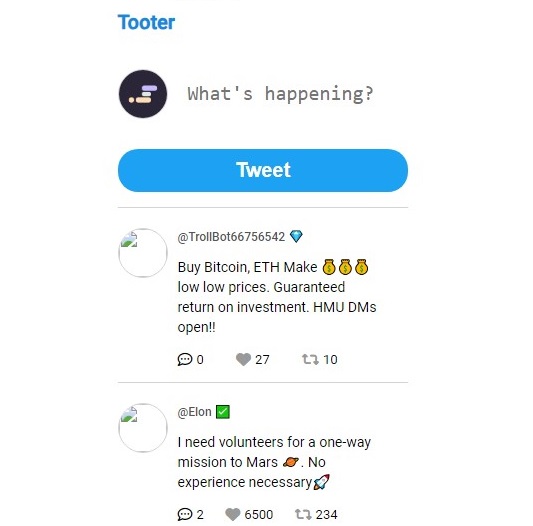 Tooter
What's happening?
Tweet
@TrollBot66756542 💎
Buy Bitcoin, ETH Make 💰💰💰
low low prices. Guaranteed
return on investment. HMU DMs
open!!
0 27 10
@Elon ✅
I need volunteers for a one-way
mission to Mars 🪐. No
experience necessary🚀
2 6500 234